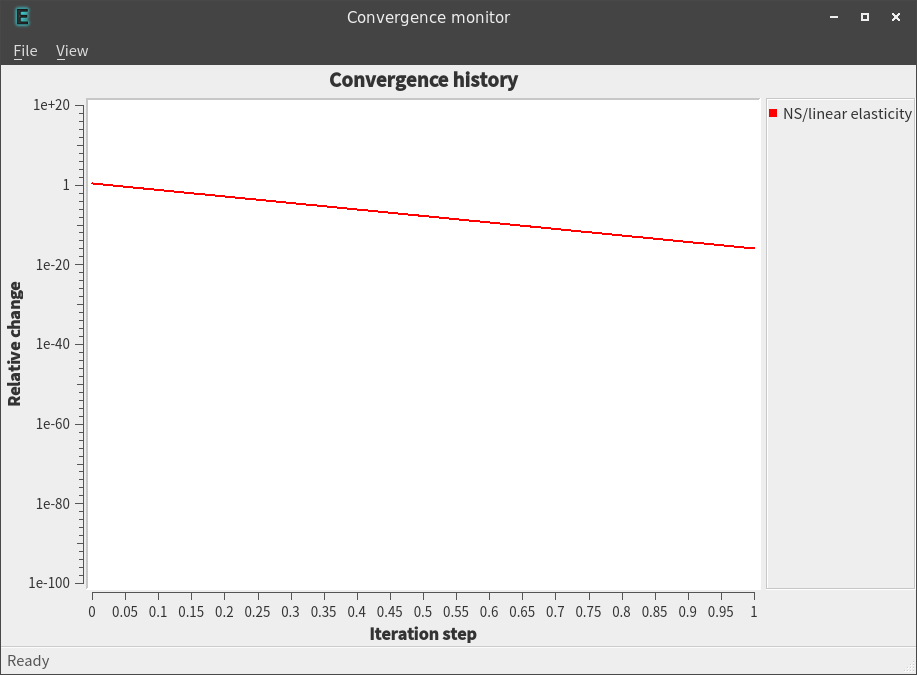 E
Convergence monitor
File View
Convergence history
1e+20
1
1e-20
1e-40
1e-60
1e-80
1e-100
Relative change
0 0.05 0.1 0.15 0.2 0.25 0.3 0.35 0.4 0.45 0.5 0.55 0.6 0.65 0.7 0.75 0.8 0.85 0.9 0.95 1
Iteration step
NS/linear elasticity
Ready